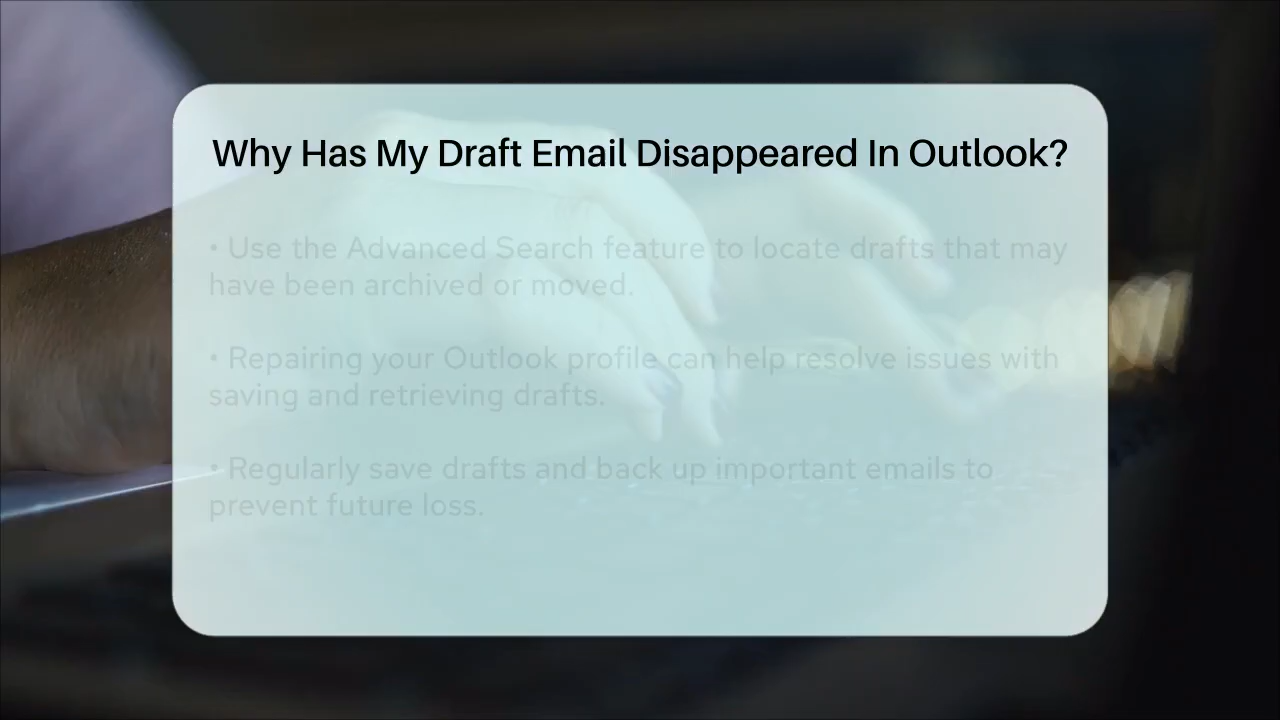 Why Has My Draft Email Disappeared In Outlook?
• Use the Advanced Search feature to locate drafts that may
have been archived or moved.
• Repairing your Outlook profile can help resolve issues with
saving and retrieving drafts.
• Regularly save drafts and back up important emails to
prevent future loss.